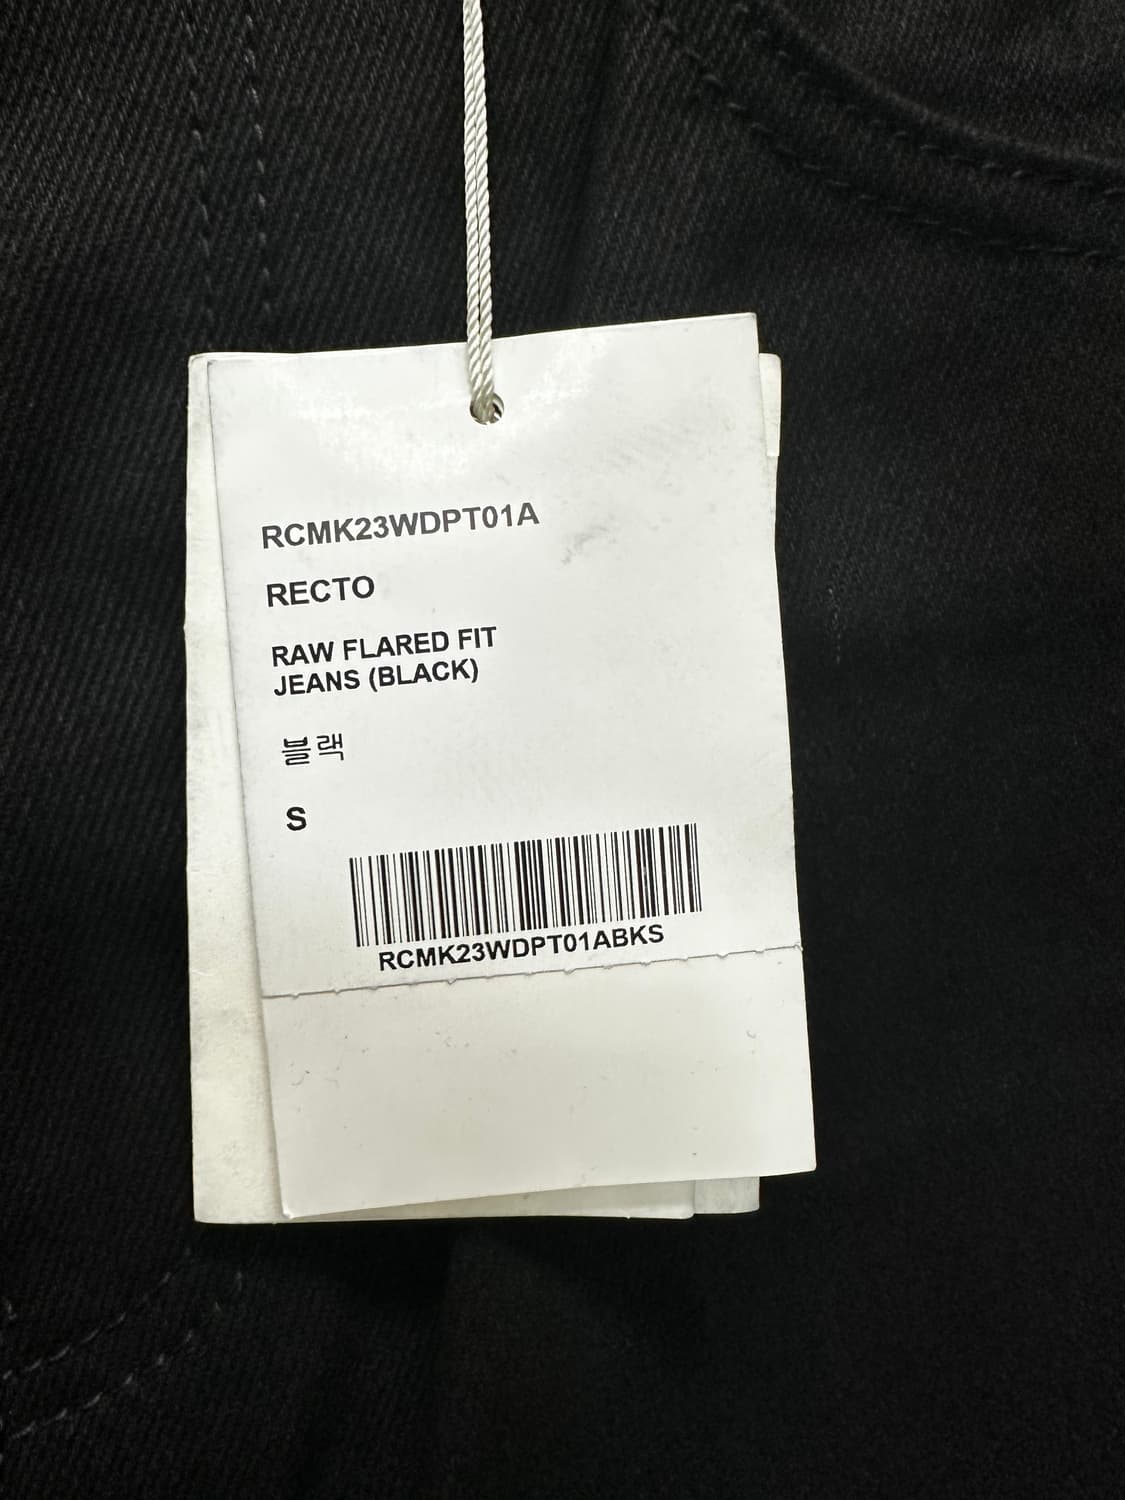 RCMK23WDPT01A
RECTO
RAW FLARED FIT
JEANS (BLACK)
블랙
S
RCMK23WDPT01ABKS